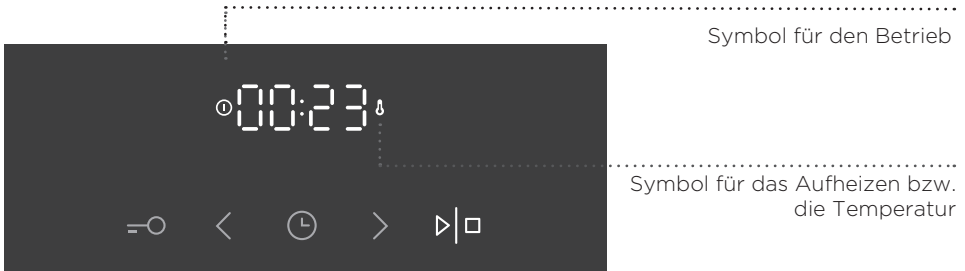 Symbol für den Betrieb
00:23
Symbol für das Aufheizen bzw.
die Temperatur